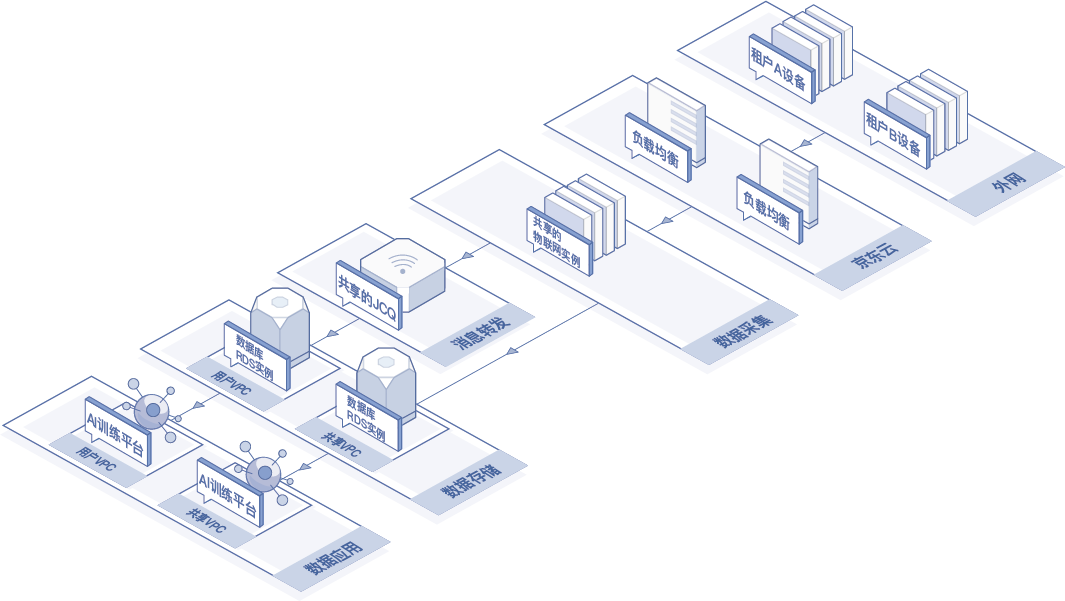 租户A设备
租户B设备
外网
负载均衡
负载均衡
京东云
共享的
物联网实例
数据采集
共享的JCQ
消息转发
数据库
RDS实例
用户VPC
数据库
RDS实例
共享VPC
数据存储
AI训练平台
用户VPC
AI训练平台
共享VPC
数据应用